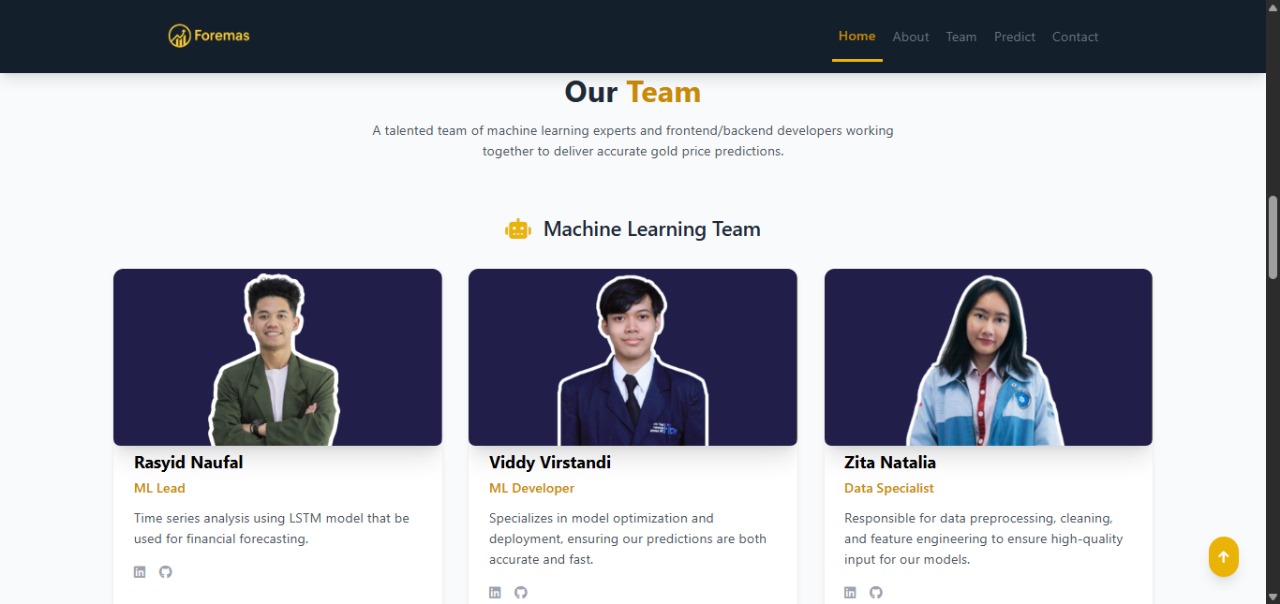 Foremas
Home About Team Predict Contact
Our Team
A talented team of machine learning experts and frontend/backend developers working
together to deliver accurate gold price predictions.
Machine Learning Team
Rasyid Naufal
ML Lead
Time series analysis using LSTM model that be
used for financial forecasting.
Viddy Virstandi
ML Developer
Specializes in model optimization and
deployment, ensuring our predictions are both
accurate and fast.
Zita Natalia
Data Specialist
Responsible for data preprocessing, cleaning,
and feature engineering to ensure high-quality
input for our models.